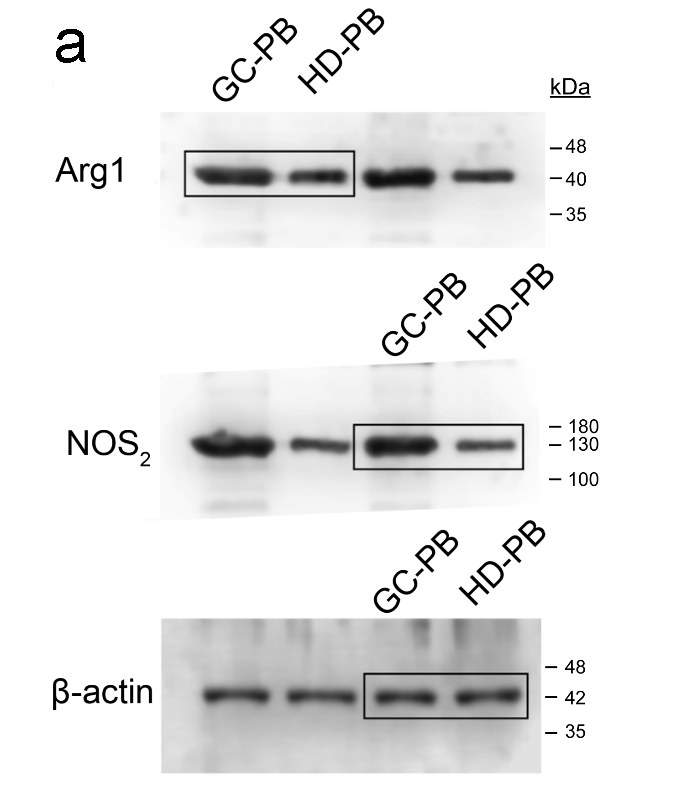 a
GC-PB HD-PB
kDa
Arg1
48
40
35
GC-PB HD-PB
NOS2
180
130
100
GC-PB HD-PB
β-actin
48
42
35